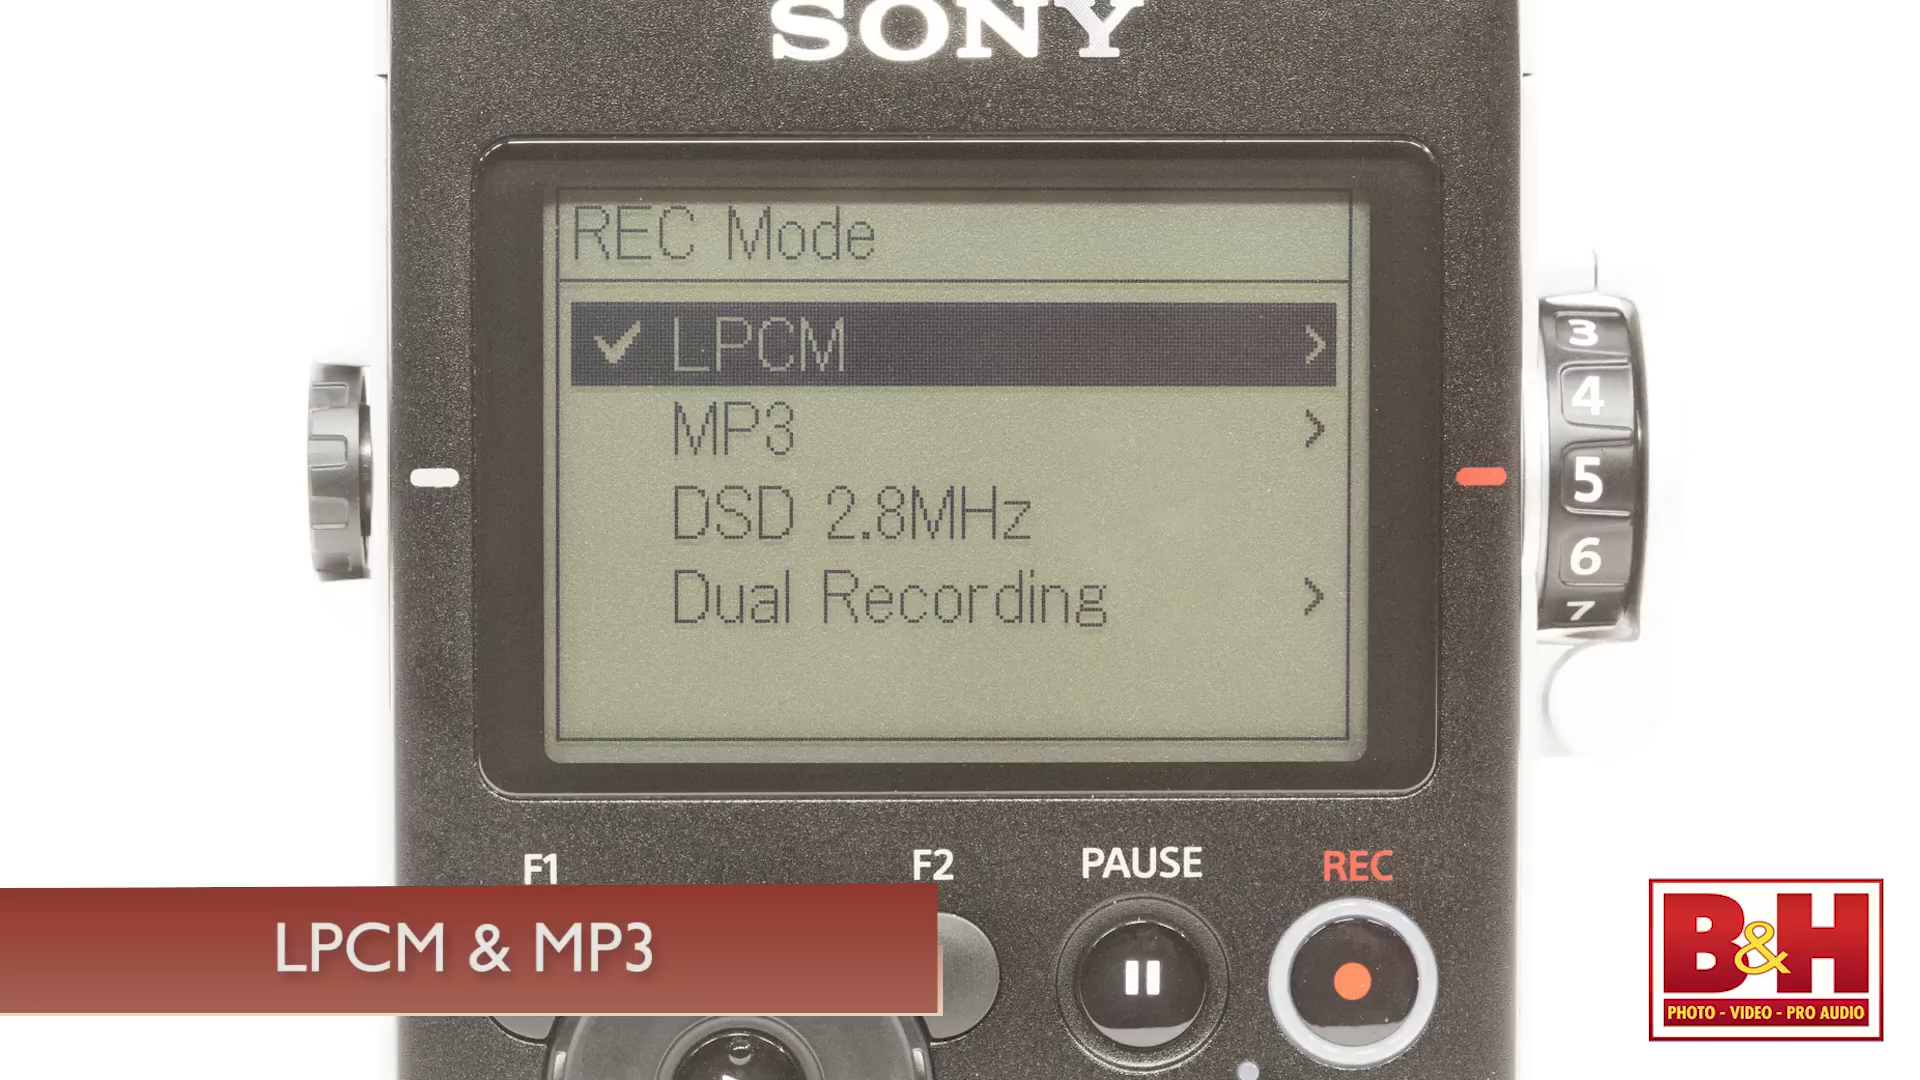 SONY
REC Mode
✓ LPCM >
MP3 >
DSD 2.8MHz
Dual Recording >
3
4
5
6
7
F1
F2
PAUSE
REC
LPCM & MP3
B&H
PHOTO - VIDEO - PRO AUDIO